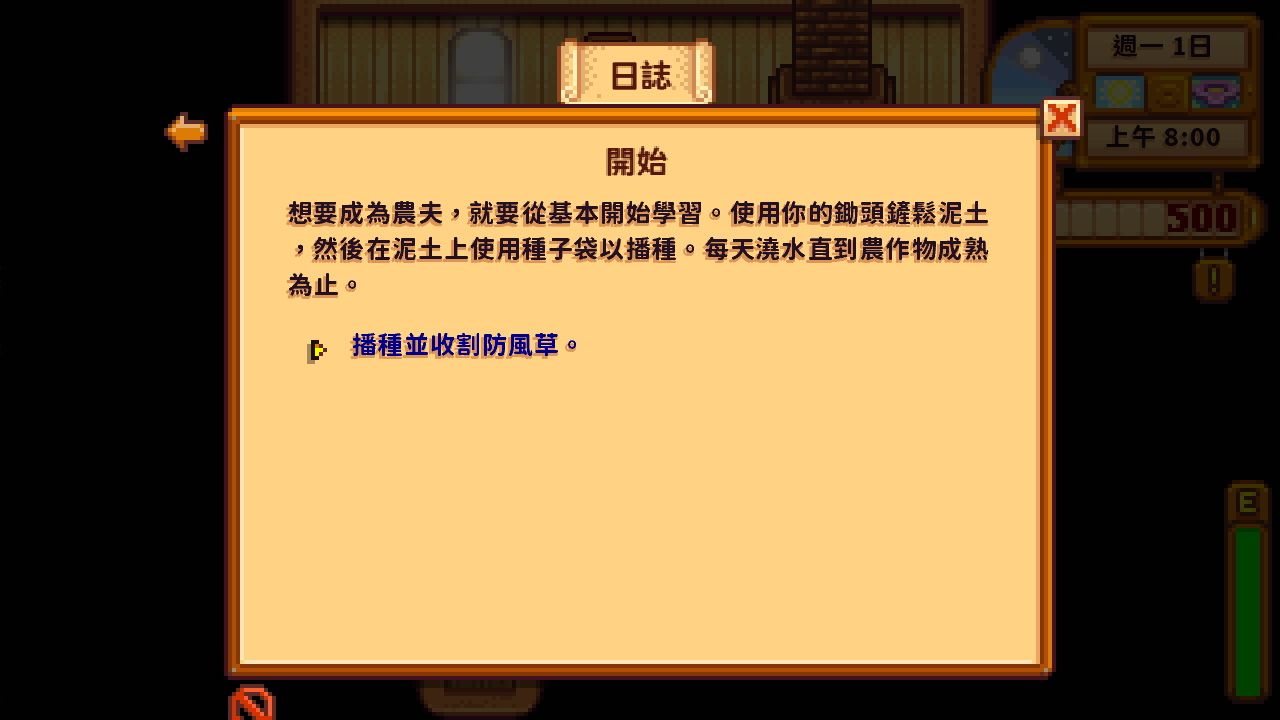 日誌
週一 1日
上午 8:00
500
開始
想要成為農夫，就要從基本開始學習。使用你的鋤頭鏟鬆泥土
，然後在泥土上使用種子袋以播種。每天澆水直到農作物成熟
為止。
播種並收割防風草。
E